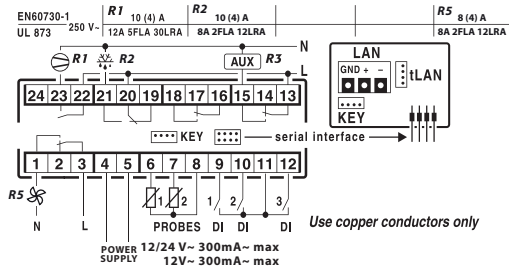 EN60730-1 250 V~ R1 10 (4) A R2 10 (4) A R5 8 (4) A
UL 873 12A 5FLA 30LRA 8A 2FLA 12LRA 8A 2FLA 12LRA
N
R1 R2 AUX R3
L
24 23 22 21 20 19 18 17 16 15 14 13
LAN
GND + -
tLAN
KEY
KEY serial interface
1 2 3 4 5 6 7 8 9 10 11 12
R5 1 2 1 2 3
N L PROBES DI DI DI
Use copper conductors only
POWER SUPPLY 12/24 V~ 300mA~ max
12V~ 300mA~ max